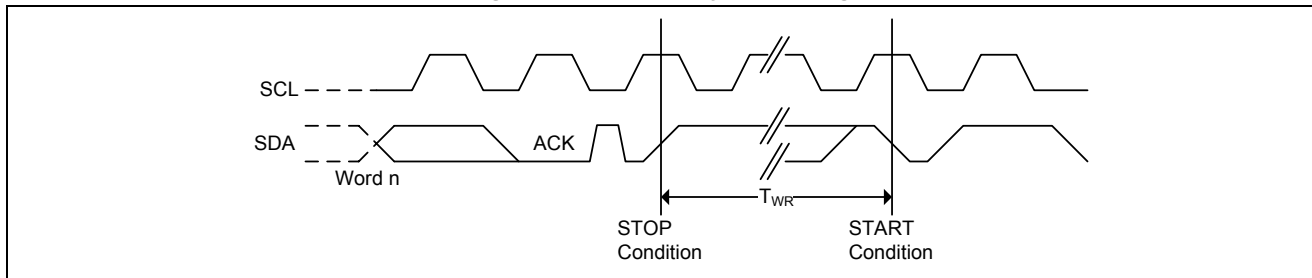 SCL
SDA
ACK
Word n
TWR
STOP
Condition
START
Condition